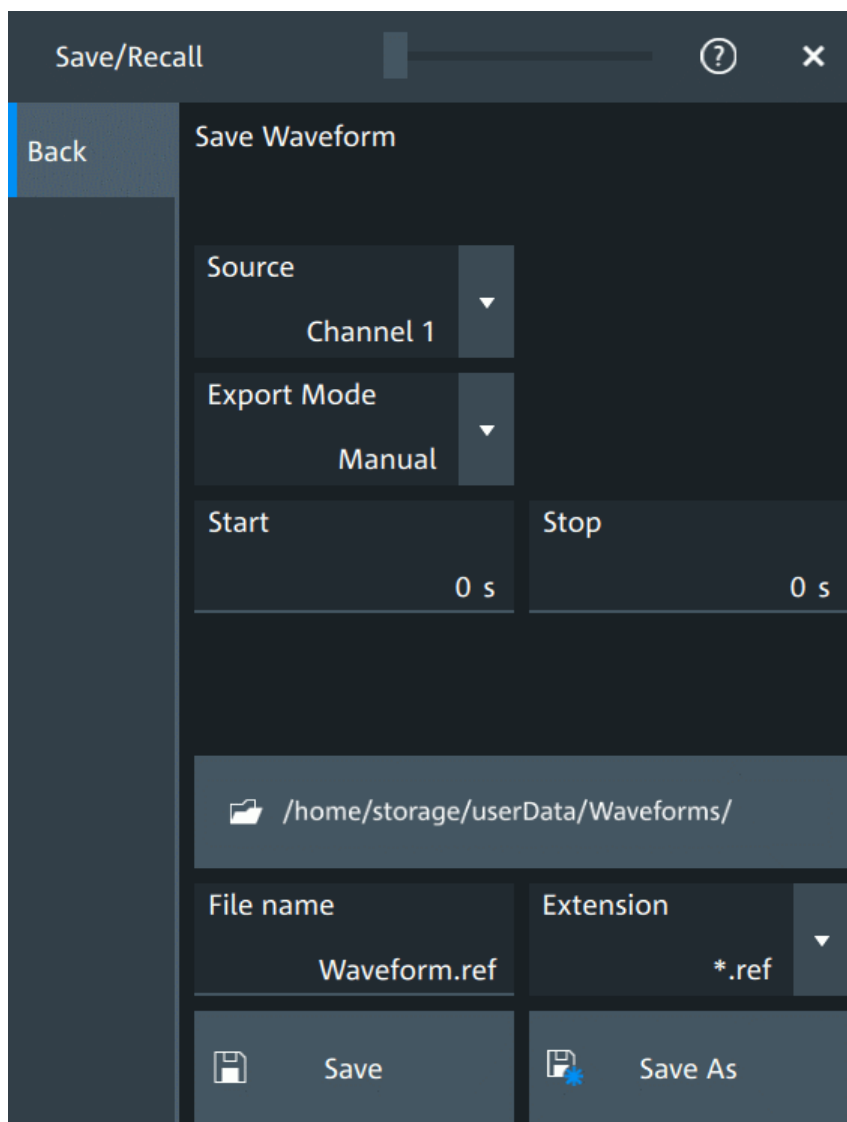 Save/Recall
?
Back
Save Waveform
Source
Channel 1
Export Mode
Manual
Start
Stop
0 s
0 s
/home/storage/userData/Waveforms/
File name
Extension
Waveform.ref
*.ref
Save
Save As